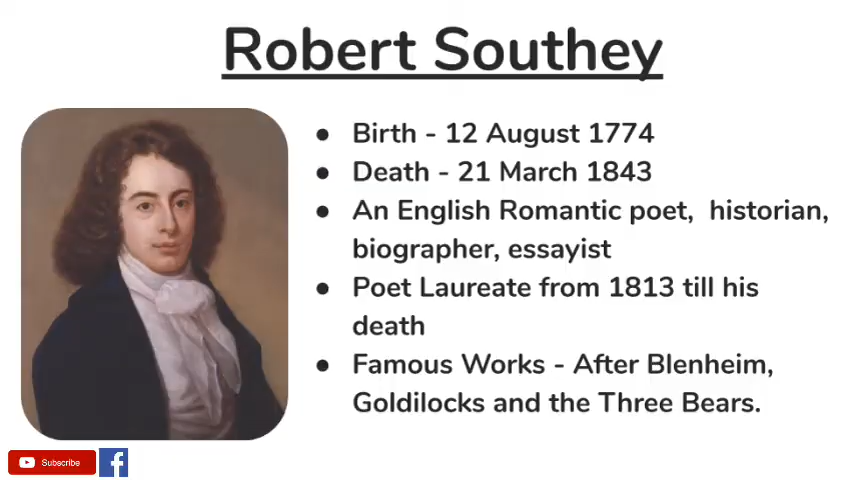 Robert Southey
● Birth - 12 August 1774
● Death - 21 March 1843
● An English Romantic poet, historian,
biographer, essayist
● Poet Laureate from 1813 till his
death
● Famous Works - After Blenheim,
Goldilocks and the Three Bears.
Subscribe